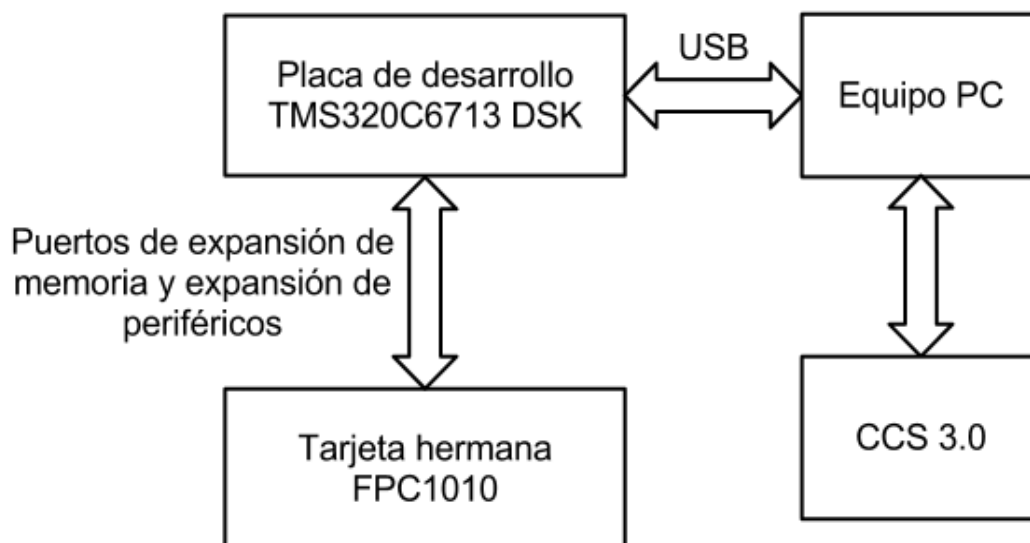 Placa de desarrollo
TMS320C6713 DSK
USB
Equipo PC
Puertos de expansión de
memoria y expansión de
periféricos
Tarjeta hermana
FPC1010
CCS 3.0